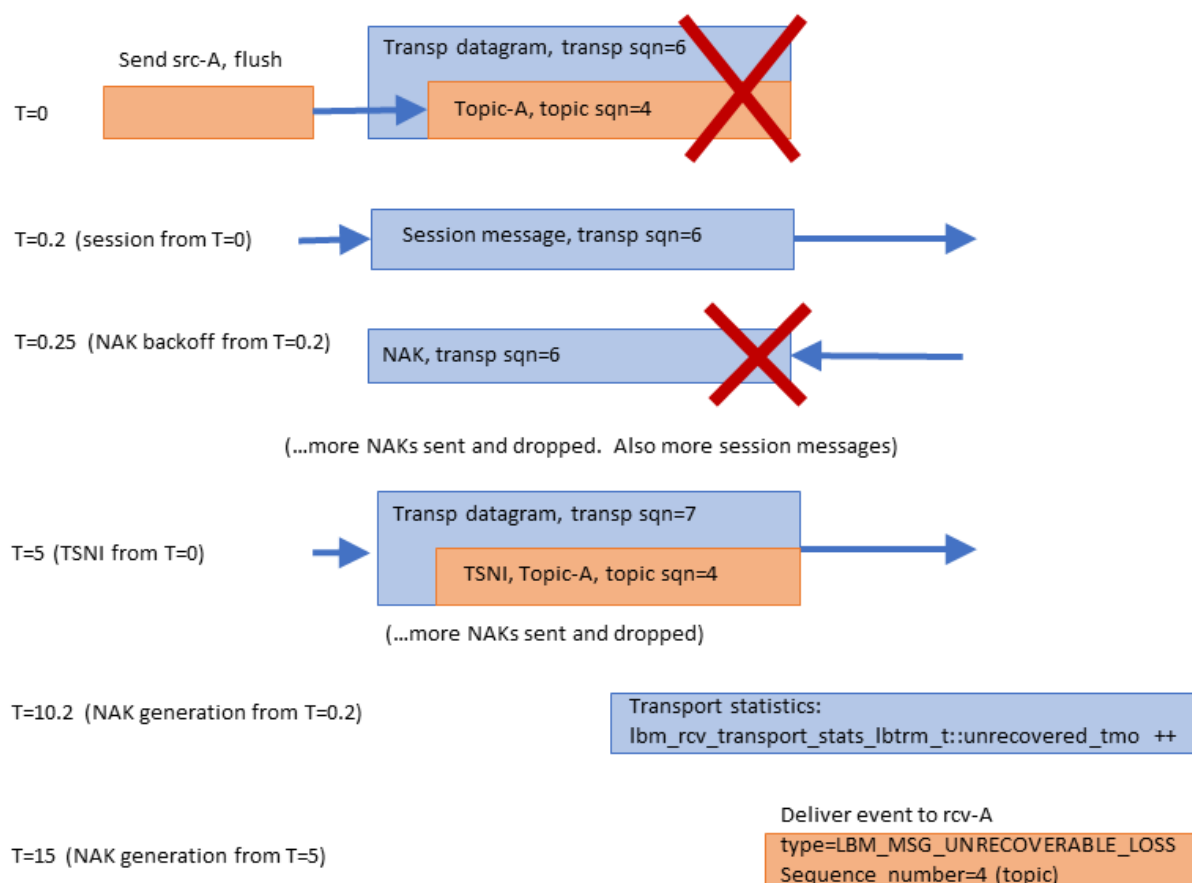 Send src-A, flush
Transp datagram, transp sqn=6
T=0
Topic-A, topic sqn=4
T=0.2 (session from T=0)
Session message, transp sqn=6
T=0.25 (NAK backoff from T=0.2)
NAK, transp sqn=6
(...more NAKs sent and dropped. Also more session messages)
Transp datagram, transp sqn=7
T=5 (TSNI from T=0)
TSNI, Topic-A, topic sqn=4
(...more NAKs sent and dropped)
T=10.2 (NAK generation from T=0.2)
Transport statistics:
lbm_rcv_transport_stats_lbtrm_t::unrecovered_tmo ++
Deliver event to rcv-A
T=15 (NAK generation from T=5)
type=LBM_MSG_UNRECOVERABLE_LOSS
Sequence_number=4 (topic)